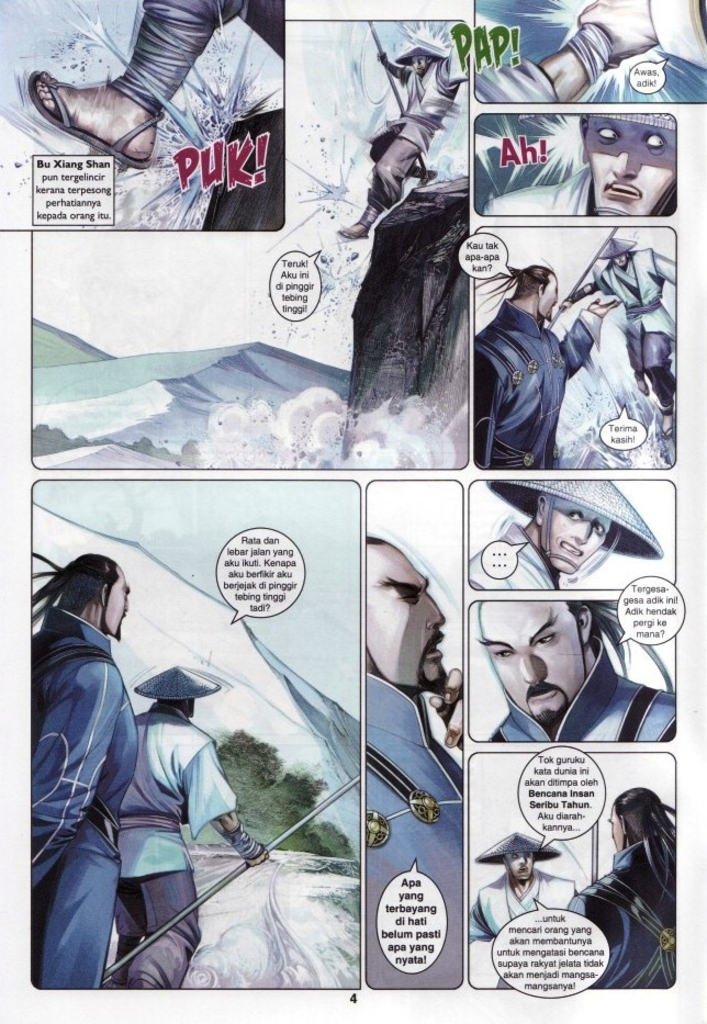 Bu Xiang Shan
pun tergelincir
kerana terpesong
perhatiannya
kepada orang itu.
PUK!
Teruk!
Aku ini
di pinggir
tebing
tinggi!
PAP!
Awas,
adik!
Ah!
Kau tak
apa-apa
kan?
Terima
kasih!
Rata dan
lebar jalan yang
aku ikuti. Kenapa
aku berfikir aku
berjejak di pinggir
tebing tinggi
tadi?
Apa
yang
terbayang
di hati
belum pasti
apa yang
nyata!
...
...
Tergesa-
gesa adik ini!
Adik hendak
pergi ke
mana?
Tok guruku
kata dunia ini
akan ditimpa oleh
Bencana Insan
Seribu Tahun.
Aku diarah-
kannya...
...untuk
mencari orang yang
akan membantunya
untuk mengatasi bencana
supaya rakyat jelata tidak
akan menjadi mangsa-
mangsanya!
4